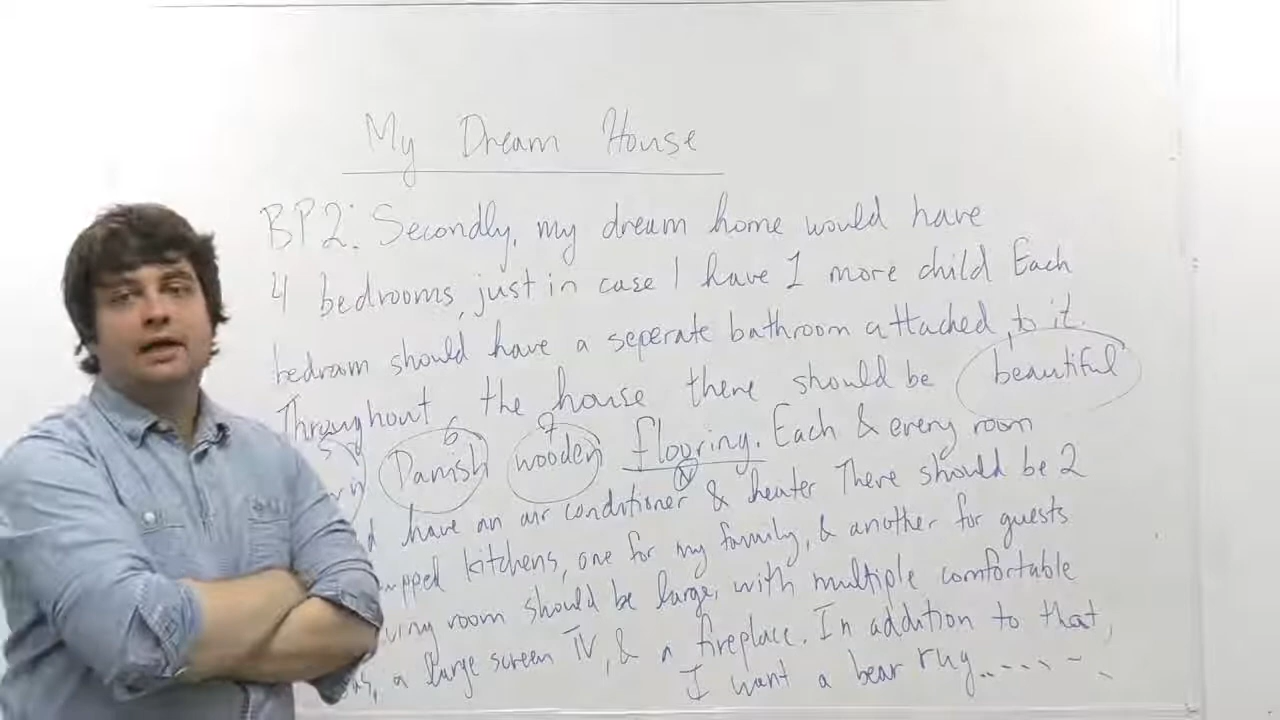 My Dream House
BP2: Secondly, my dream home would have
4 bedrooms, just in case I have 1 more child Each
bedroom should have a seperate bathroom attached to it.
Throughout the house there should be beautiful
5 6 7
Danish wooden flooring. Each & every room
N
have an air conditioner & heater There should be 2
kitchens, one for my family, & another for guests
room should be large, with multiple comfortable
a large screen TV, & a fireplace. In addition to that,
I want a bear rug......